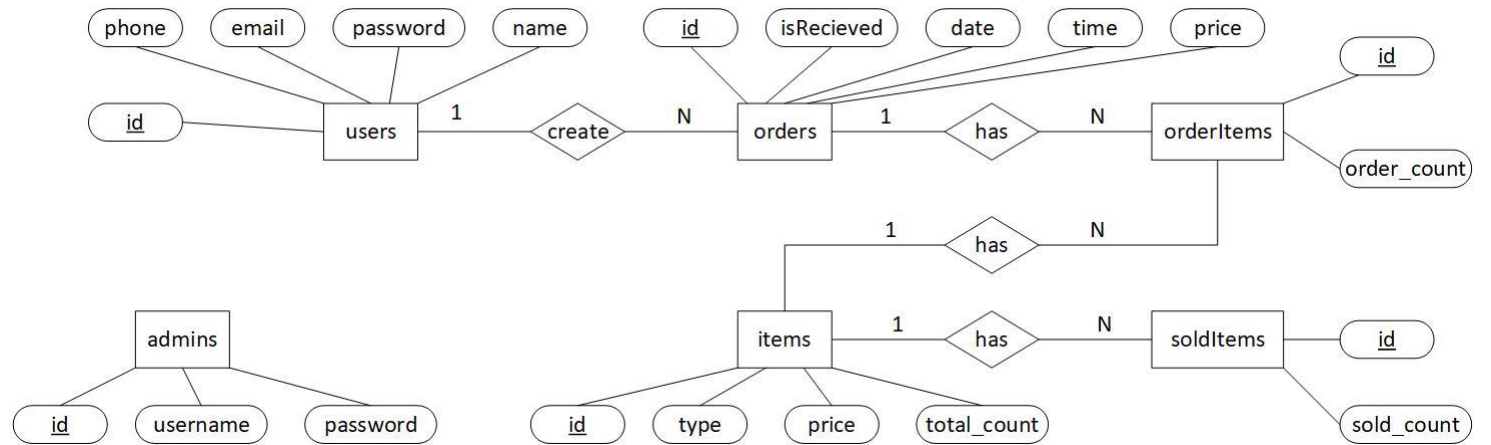 phone email password name id isRecieved date time price
id
id users 1 create N orders 1 has N orderItems
order_count
1 has N
admins items 1 has N soldItems id
id username password id type price total_count sold_count